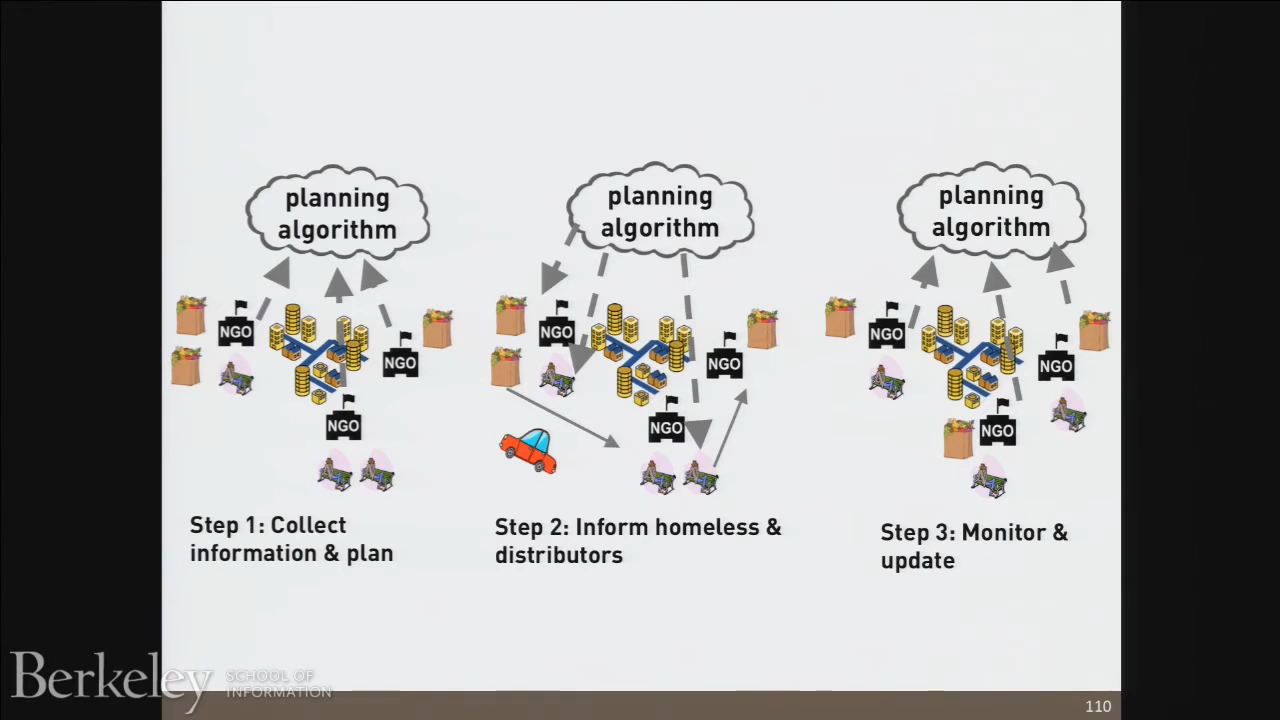 planning
algorithm
planning
algorithm
planning
algorithm
NGO
NGO
NGO
NGO
NGO
NGO
NGO
NGO
NGO
Step 1: Collect
information & plan
Step 2: Inform homeless &
distributors
Step 3: Monitor &
update
Berkeley
SCHOOL OF
INFORMATION
110